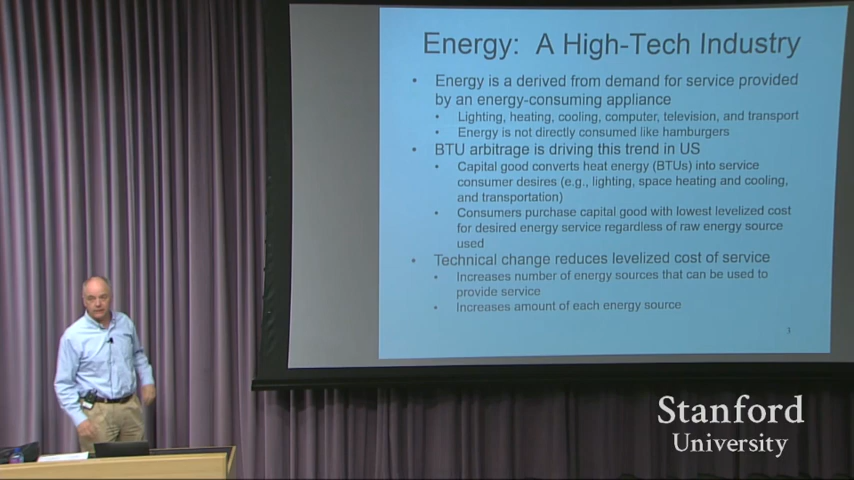 Energy: A High-Tech Industry
• Energy is a derived from demand for service provided
by an energy-consuming appliance
• Lighting, heating, cooling, computer, television, and transport
• Energy is not directly consumed like hamburgers
• BTU arbitrage is driving this trend in US
• Capital good converts heat energy (BTUs) into service
consumer desires (e.g., lighting, space heating and cooling,
and transportation)
• Consumers purchase capital good with lowest levelized cost
for desired energy service regardless of raw energy source
used
• Technical change reduces levelized cost of service
• Increases number of energy sources that can be used to
provide service
• Increases amount of each energy source
3
Stanford
University